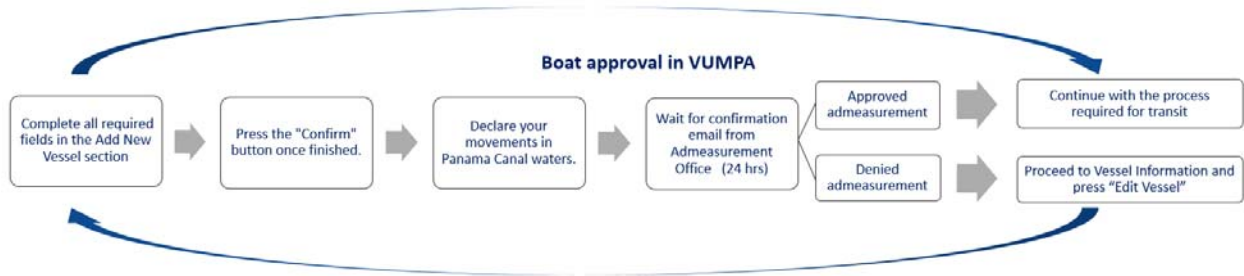 Boat approval in VUMPA
Complete all required
fields in the Add New
Vessel section
Press the "Confirm"
button once finished.
Declare your
movements in
Panama Canal waters.
Wait for confirmation
email from
Admeasurement
Office (24 hrs)
Approved
admeasurement
Continue with the process
required for transit
Denied
admeasurement
Proceed to Vessel Information and
press “Edit Vessel”